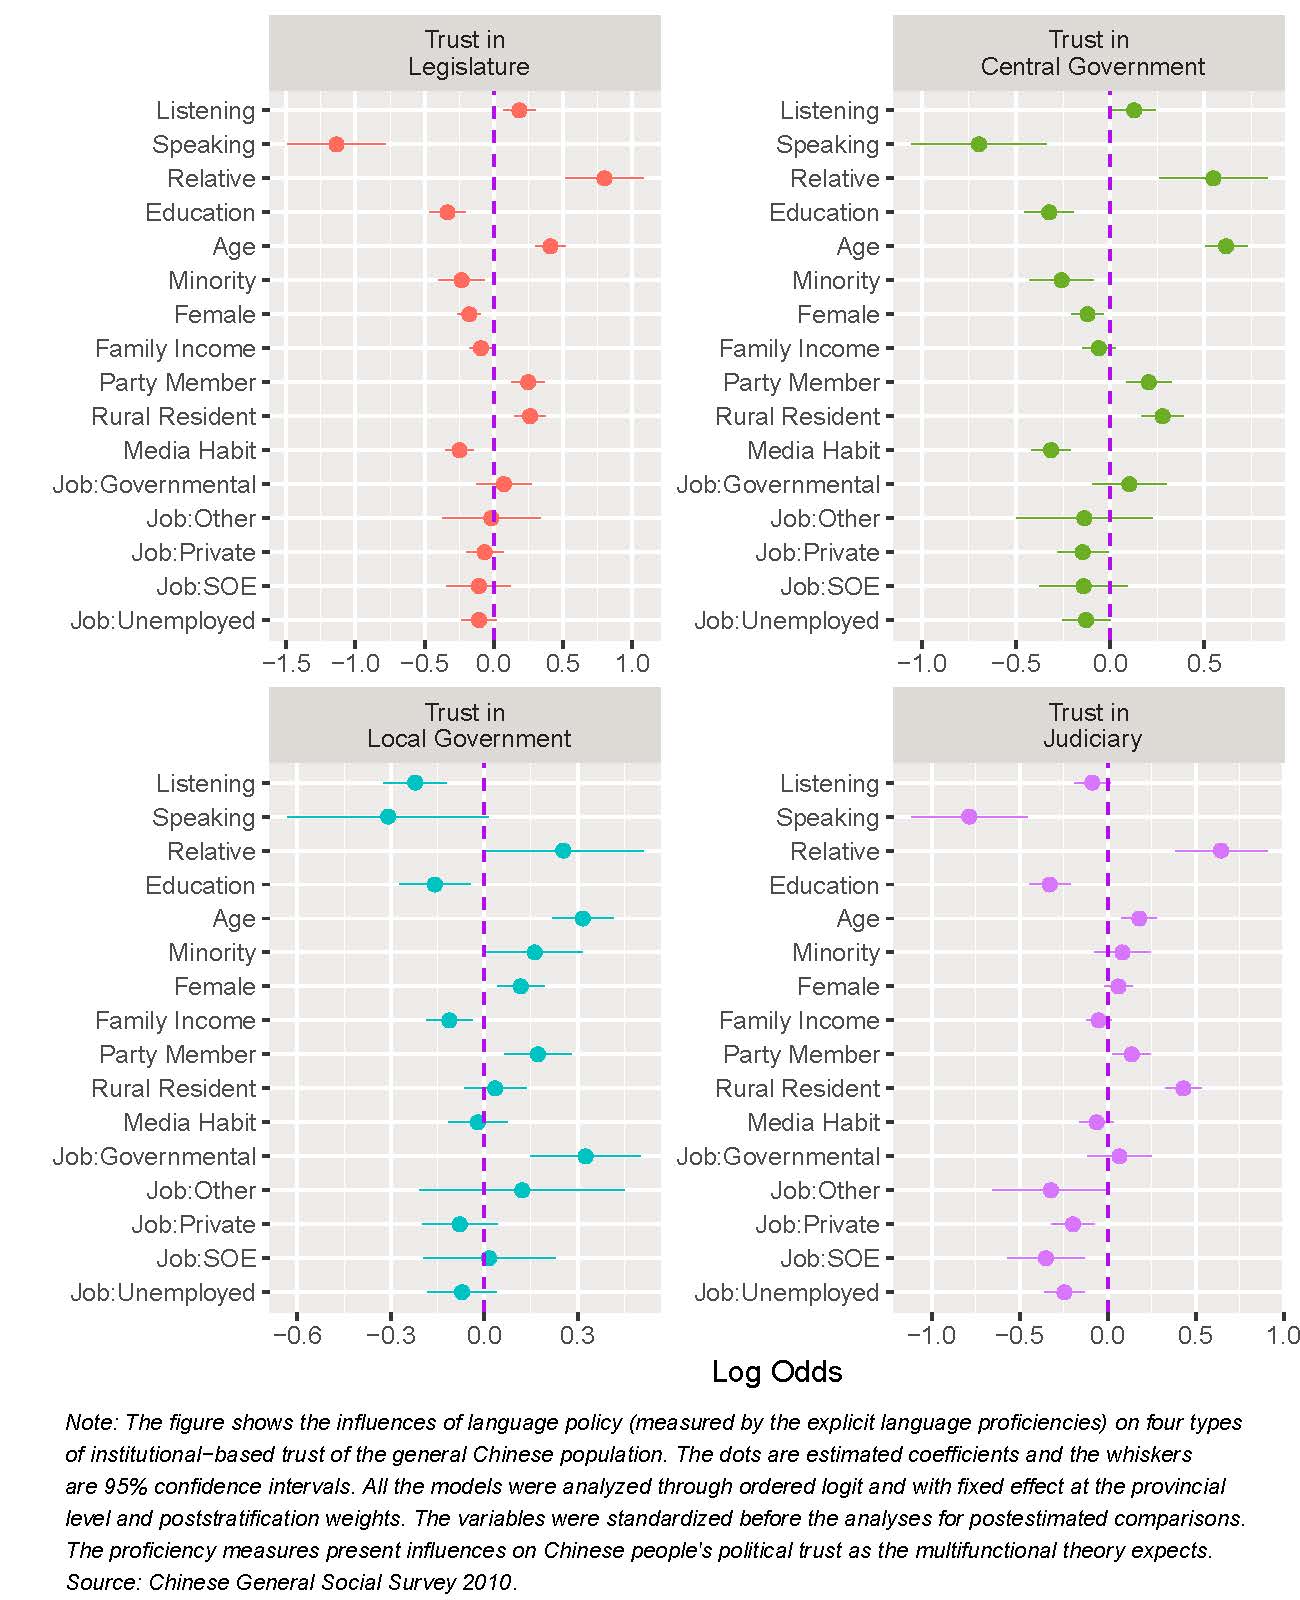 Trust in
Legislature
Listening
Speaking
Relative
Education
Age
Minority
Female
Family Income
Party Member
Rural Resident
Media Habit
Job:Governmental
Job:Other
Job:Private
Job:SOE
Job:Unemployed
−1.5 −1.0 −0.5 0.0 0.5 1.0
Trust in
Central Government
Listening
Speaking
Relative
Education
Age
Minority
Female
Family Income
Party Member
Rural Resident
Media Habit
Job:Governmental
Job:Other
Job:Private
Job:SOE
Job:Unemployed
−1.0 −0.5 0.0 0.5
Trust in
Local Government
Listening
Speaking
Relative
Education
Age
Minority
Female
Family Income
Party Member
Rural Resident
Media Habit
Job:Governmental
Job:Other
Job:Private
Job:SOE
Job:Unemployed
−0.6 −0.3 0.0 0.3
Trust in
Judiciary
Listening
Speaking
Relative
Education
Age
Minority
Female
Family Income
Party Member
Rural Resident
Media Habit
Job:Governmental
Job:Other
Job:Private
Job:SOE
Job:Unemployed
−1.0 −0.5 0.0 0.5 1.0
Log Odds
Note: The figure shows the influences of language policy (measured by the explicit language proficiencies) on four types
of institutional−based trust of the general Chinese population. The dots are estimated coefficients and the whiskers
are 95% confidence intervals. All the models were analyzed through ordered logit and with fixed effect at the provincial
level and poststratification weights. The variables were standardized before the analyses for postestimated comparisons.
The proficiency measures present influences on Chinese people's political trust as the multifunctional theory expects.
Source: Chinese General Social Survey 2010.